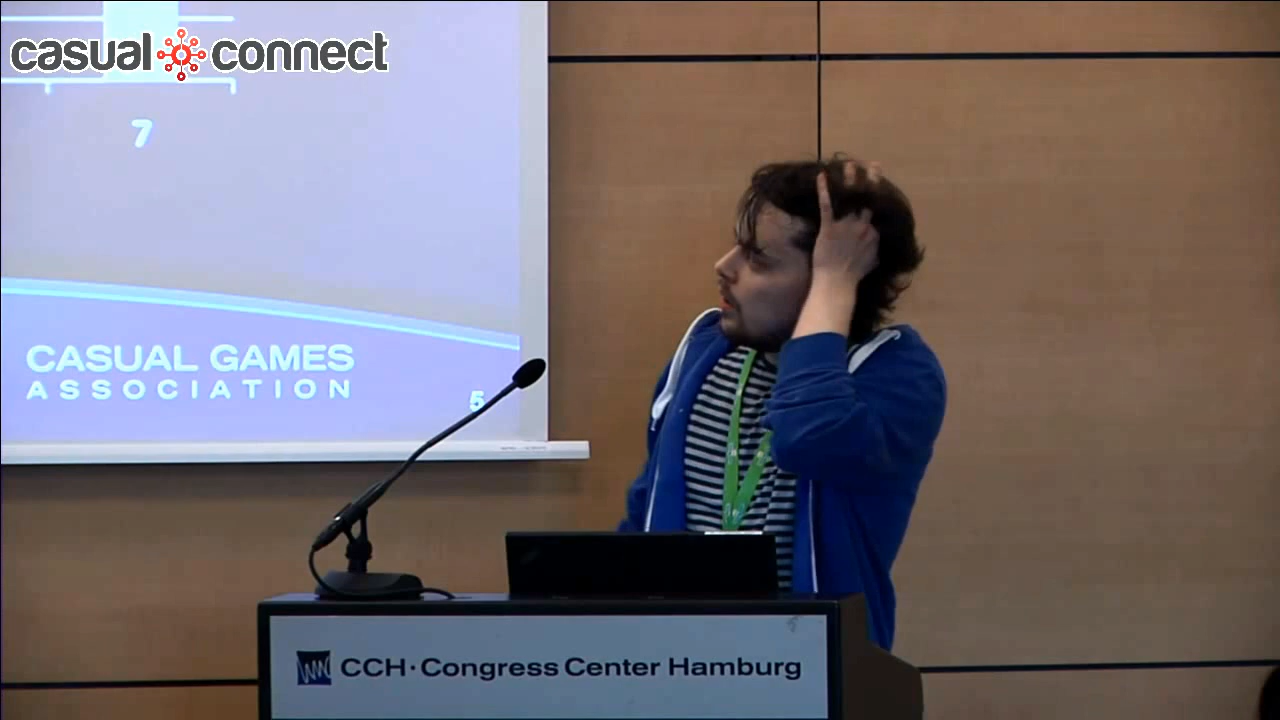 casual connect
7
CASUAL GAMES
ASSOCIATION
5
CCH·Congress Center Hamburg